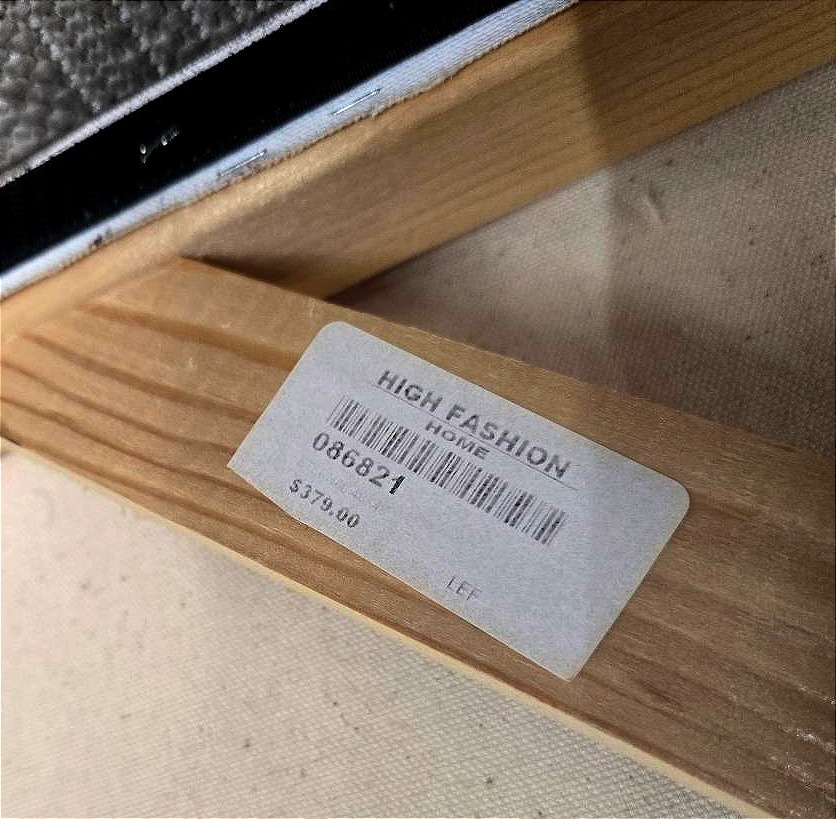 HIGH FASHION
HOME
086821
$379.00
LEF